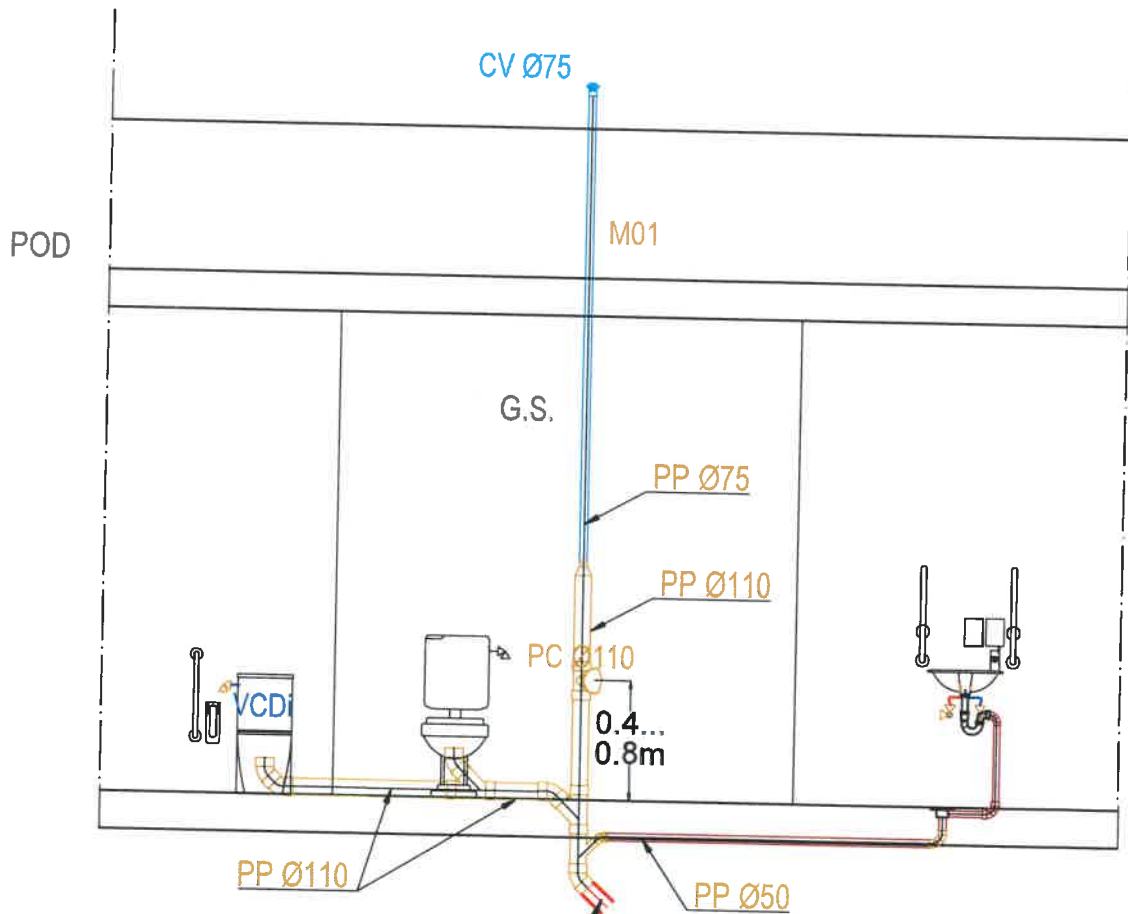 CV Ø75
M01
POD
G.S.
PP Ø75
PP Ø110
PC Ø110
VCDi
0.4...
0.8m
PP Ø110
PP Ø50